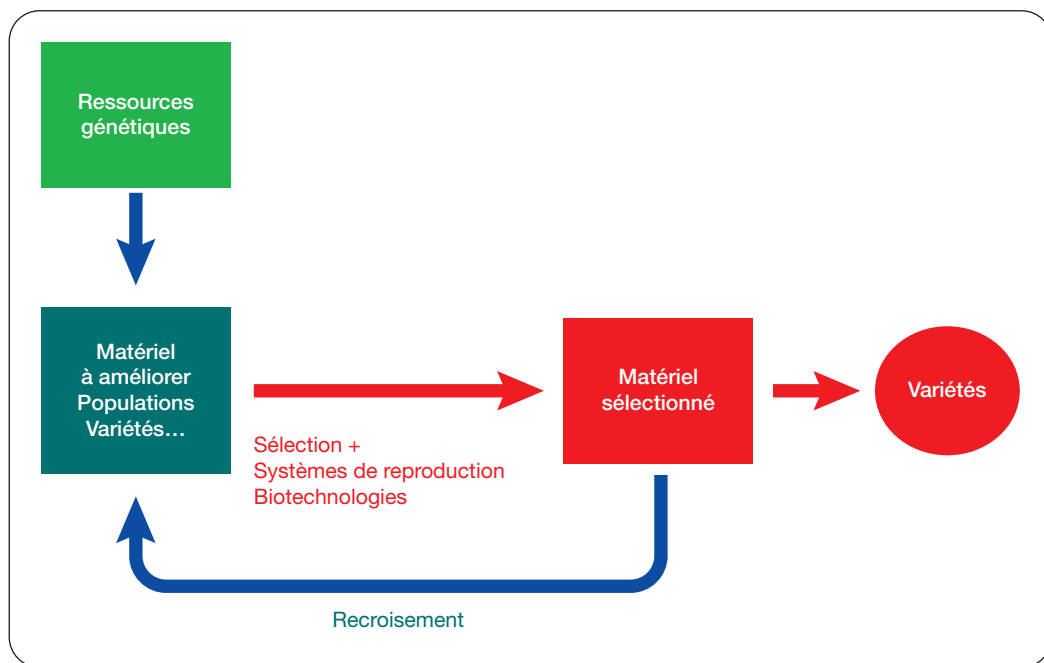 Ressources
génétiques
Matériel
à améliorer
Populations
Variétés…
Sélection +
Systèmes de reproduction
Biotechnologies
Matériel
sélectionné
Variétés
Recroisement